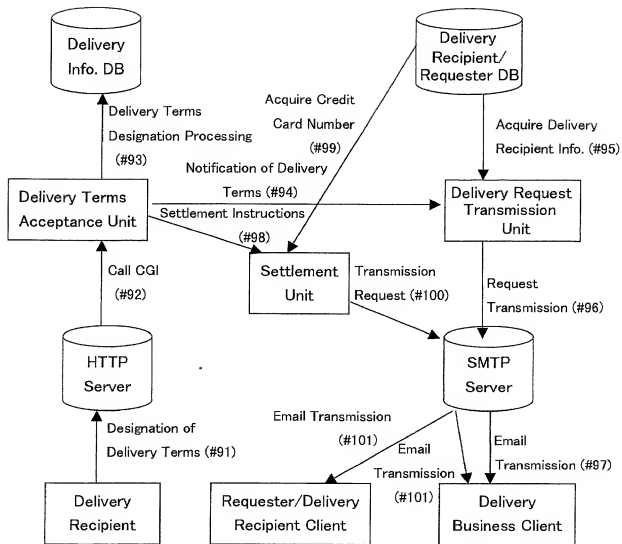 Delivery
Info. DB
Delivery
Recipient/
Requester DB
Delivery Terms
Designation Processing
(#93)
Acquire Credit
Card Number
(#99)
Acquire Delivery
Recipient Info. (#95)
Notification of Delivery
Terms (#94)
Delivery Terms
Acceptance Unit
Settlement Instructions
(#98)
Delivery Request
Transmission
Unit
Call CGI
(#92)
Settlement
Unit
Transmission
Request (#100)
Request
Transmission (#96)
HTTP
Server
SMTP
Server
Designation of
Delivery Terms (#91)
Email Transmission
(#101)
Email
Transmission
(#101)
Email
Transmission (#97)
Delivery
Recipient
Requester/Delivery
Recipient Client
Delivery
Business Client